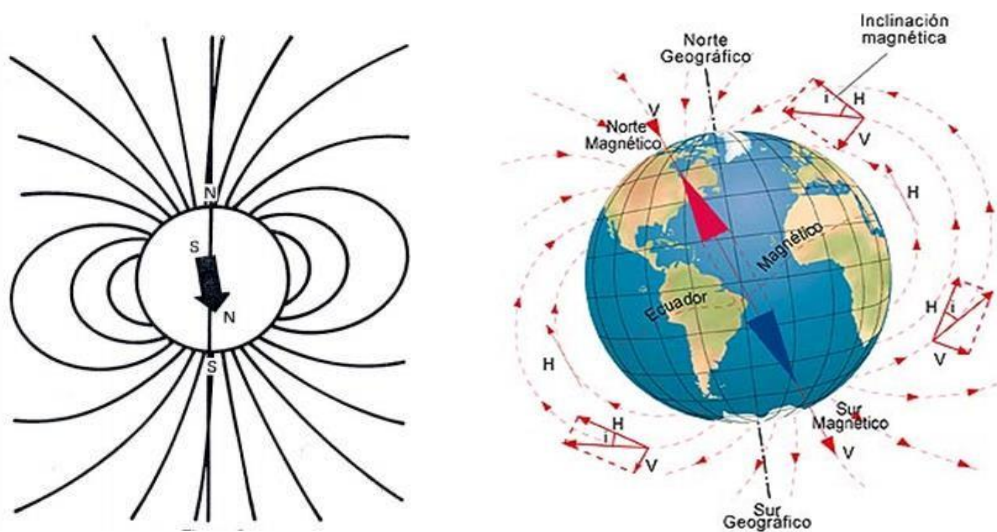 N
S
N
S
Norte
Geográfico
Inclinación
magnética
V
Norte
Magnético
i
H
V
H
Magnético
Ecuador
H
i
V
H
H
i
V
Sur
Magnético
V
Sur
Geográfico